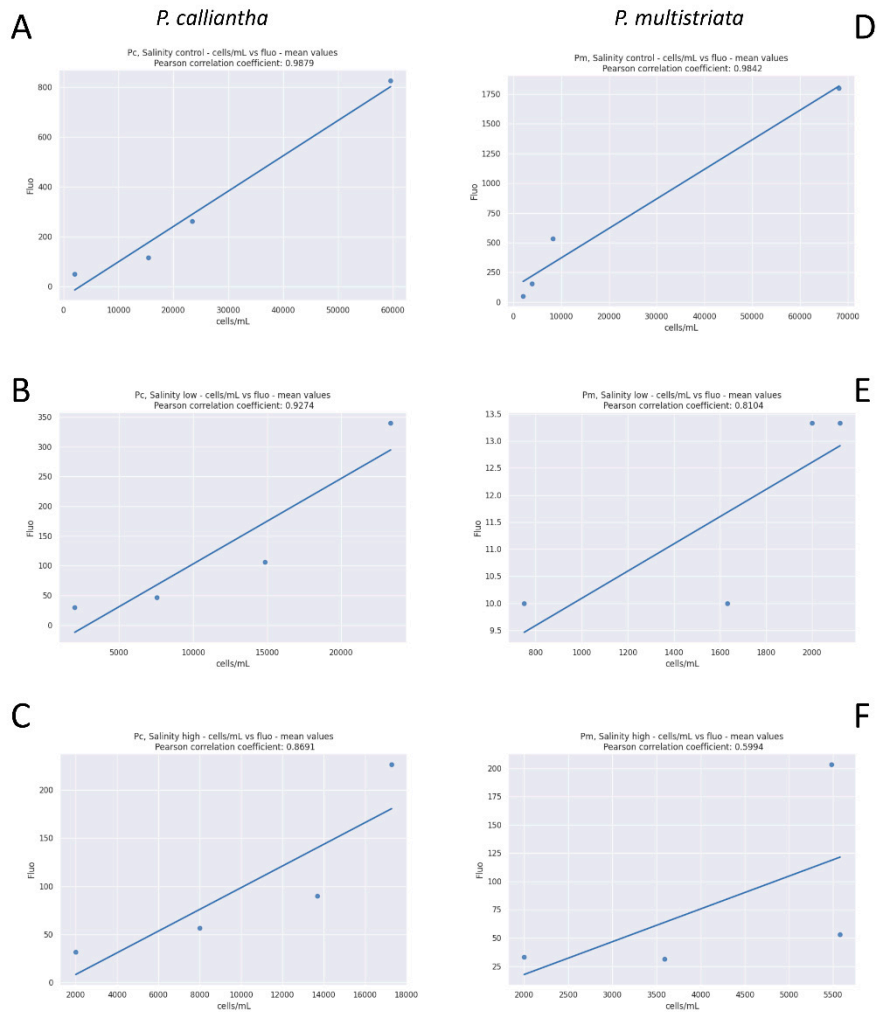 P. calliantha
P. multistriata
A
Pc, Salinity control - cells/mL vs fluo - mean values
Pearson correlation coefficient: 0.9879
800
600
400
200
0
Fluo
0 10000 20000 30000 40000 50000 60000
cells/mL
D
Pm, Salinity control - cells/mL vs fluo - mean values
Pearson correlation coefficient: 0.9842
1750
1500
1250
1000
750
500
250
0
Fluo
0 10000 20000 30000 40000 50000 60000 70000
cells/mL
B
Pc, Salinity low - cells/mL vs fluo - mean values
Pearson correlation coefficient: 0.9274
350
300
250
200
150
100
50
0
Fluo
5000 10000 15000 20000
cells/mL
E
Pm, Salinity low - cells/mL vs fluo - mean values
Pearson correlation coefficient: 0.8104
13.5
13.0
12.5
12.0
11.5
11.0
10.5
10.0
9.5
Fluo
800 1000 1200 1400 1600 1800 2000
cells/mL
C
Pc, Salinity high - cells/mL vs fluo - mean values
Pearson correlation coefficient: 0.8691
200
150
100
50
0
Fluo
2000 4000 6000 8000 10000 12000 14000 16000 18000
cells/mL
F
Pm, Salinity high - cells/mL vs fluo - mean values
Pearson correlation coefficient: 0.5994
200
175
150
125
100
75
50
25
Fluo
2000 2500 3000 3500 4000 4500 5000 5500
cells/mL